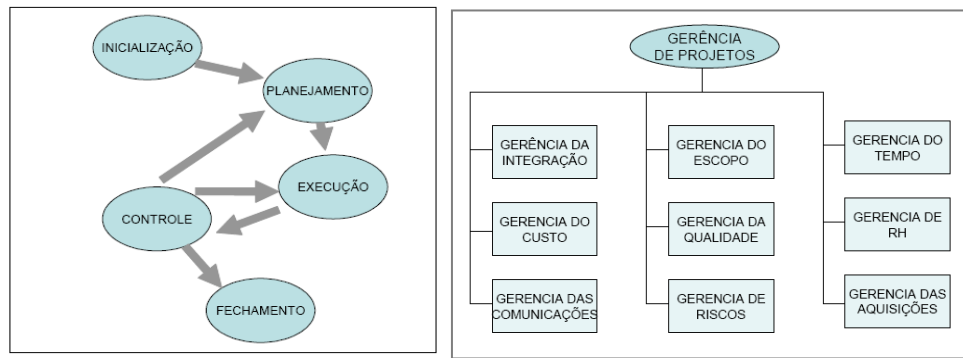 INICIALIZAÇÃO
PLANEJAMENTO
EXECUÇÃO
CONTROLE
FECHAMENTO
GERÊNCIA
DE PROJETOS
GERÊNCIA DA
INTEGRAÇÃO
GERENCIA DO
ESCOPO
GERENCIA DO
TEMPO
GERENCIA DO
CUSTO
GERENCIA DA
QUALIDADE
GERENCIA DE
RH
GERENCIA DAS
COMUNICAÇÕES
GERENCIA DE
RISCOS
GERENCIA DAS
AQUISIÇÕES